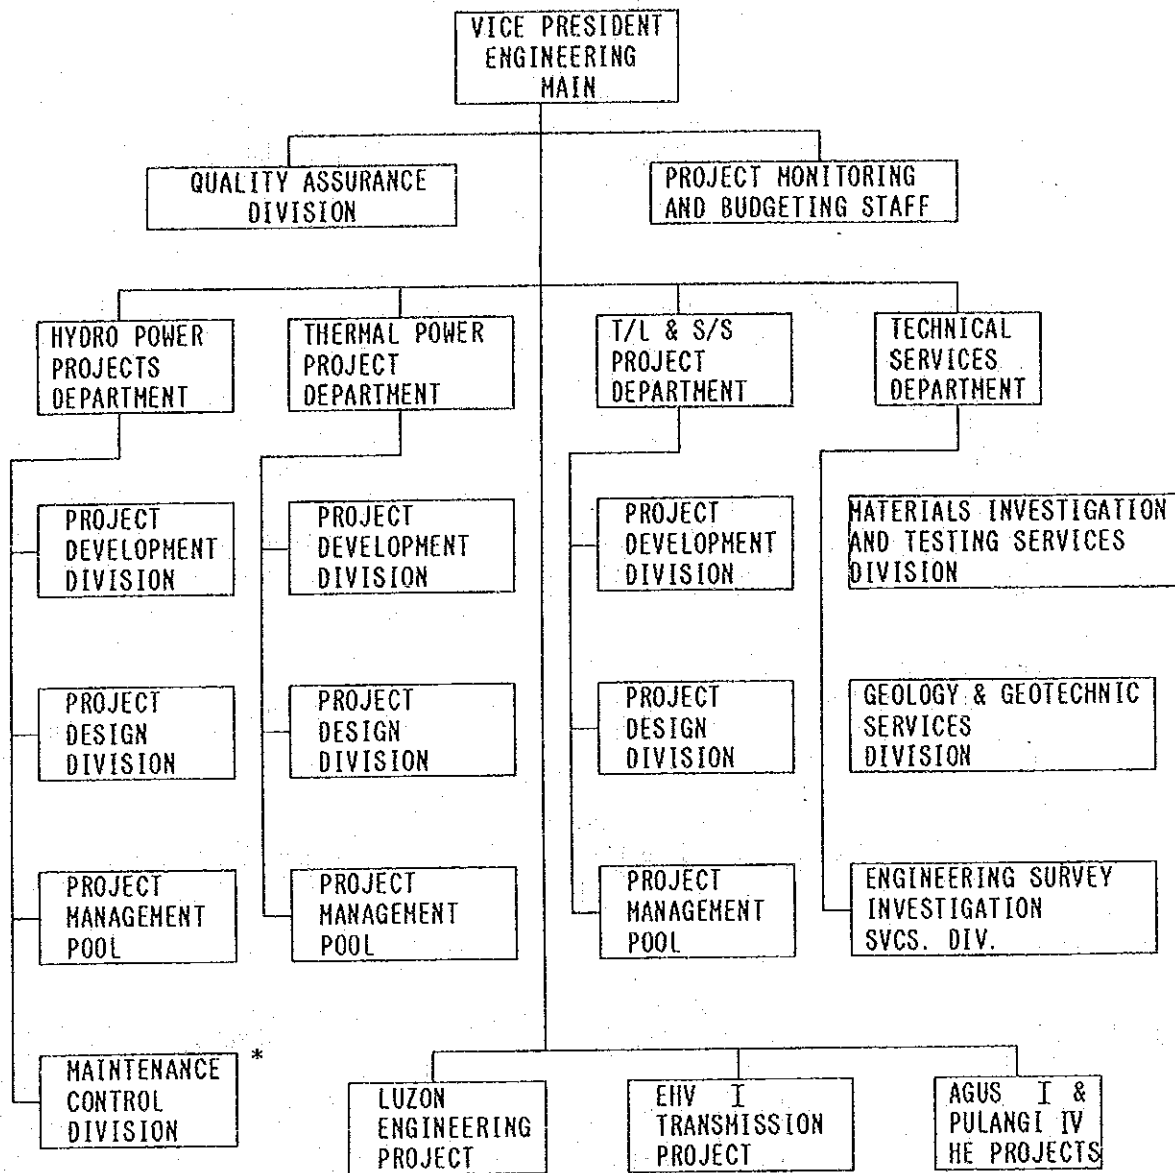 VICE PRESIDENT
ENGINEERING
MAIN
QUALITY ASSURANCE
DIVISION
PROJECT MONITORING
AND BUDGETING STAFF
HYDRO POWER
PROJECTS
DEPARTMENT
THERMAL POWER
PROJECT
DEPARTMENT
T/L & S/S
PROJECT
DEPARTMENT
TECHNICAL
SERVICES
DEPARTMENT
PROJECT
DEVELOPMENT
DIVISION
PROJECT
DEVELOPMENT
DIVISION
PROJECT
DEVELOPMENT
DIVISION
MATERIALS INVESTIGATION
AND TESTING SERVICES
DIVISION
PROJECT
DESIGN
DIVISION
PROJECT
DESIGN
DIVISION
PROJECT
DESIGN
DIVISION
GEOLOGY & GEOTECHNIC
SERVICES
DIVISION
PROJECT
MANAGEMENT
POOL
PROJECT
MANAGEMENT
POOL
PROJECT
MANAGEMENT
POOL
ENGINEERING SURVEY
INVESTIGATION
SVCS. DIV.
MAINTENANCE *
CONTROL
DIVISION
LUZON
ENGINEERING
PROJECT
EHV I
TRANSMISSION
PROJECT
AGUS I &
PULANGI IV
HE PROJECTS